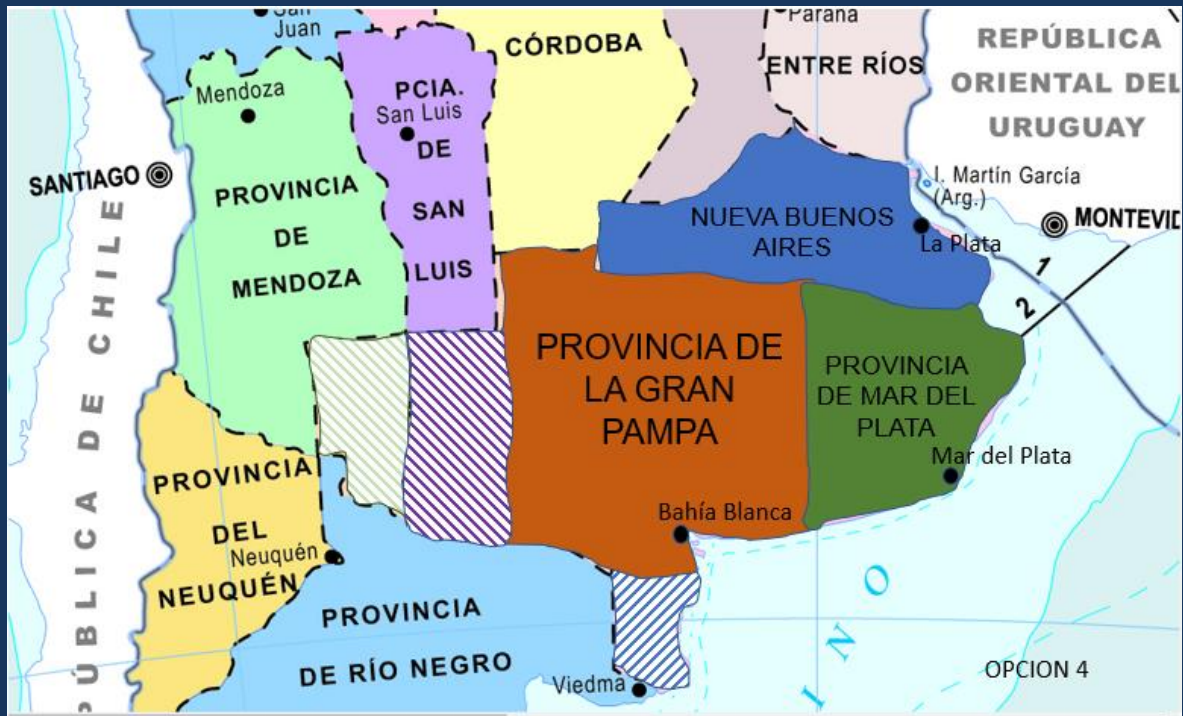 San
Juan
Paraná
CÓRDOBA
ENTRE RÍOS
REPÚBLICA
ORIENTAL DEL
URUGUAY
Mendoza
PCIA.
San Luis
DE
SAN
LUIS
SANTIAGO
PROVINCIA
DE
MENDOZA
I. Martín García
(Arg.)
NUEVA BUENOS
AIRES
La Plata
MONTEVID
1
2
PÚBLICA DE CHILE
PROVINCIA DE
LA GRAN
PAMPA
PROVINCIA
DE MAR DEL
PLATA
Mar del Plata
Bahía Blanca
PROVINCIA
DEL
Neuquén
NEUQUÉN
PROVINCIA
DE RÍO NEGRO
Viedma
I N O
OPCION 4